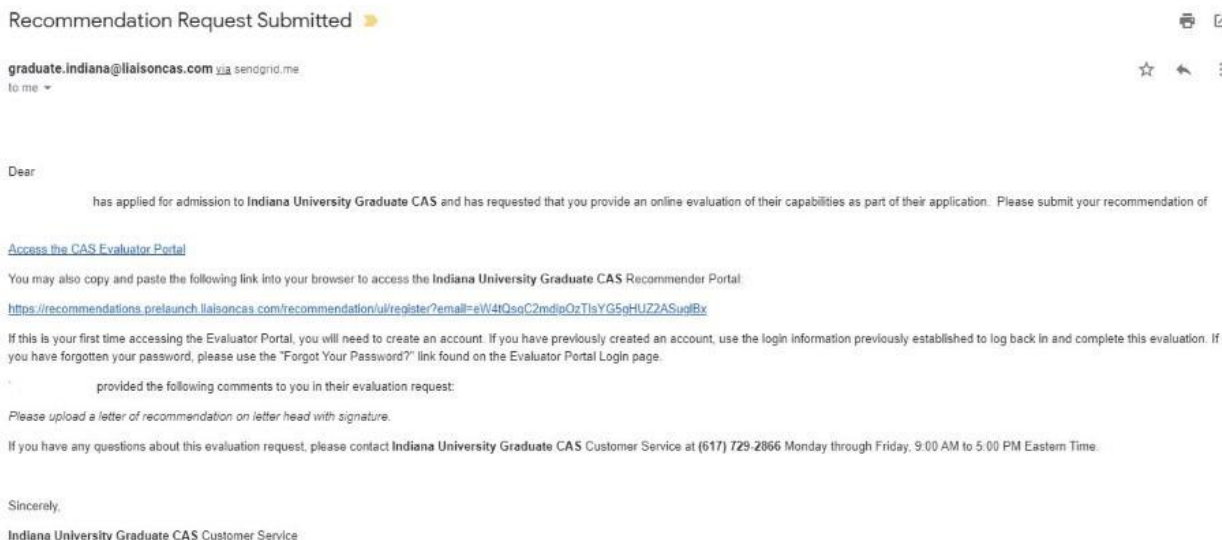 Recommendation Request Submitted
graduate.indiana@liaisoncas.com via sendgrid.me
to me
Dear
has applied for admission to Indiana University Graduate CAS and has requested that you provide an online evaluation of their capabilities as part of their application. Please submit your recommendation of
Access the CAS Evaluator Portal
You may also copy and paste the following link into your browser to access the Indiana University Graduate CAS Recommender Portal:
https://recommendations.prelaunch.liaisoncas.com/recommendation/ui/register?email=
If this is your first time accessing the Evaluator Portal, you will need to create an account. If you have previously created an account, use the login information previously established to log back in and complete this evaluation. If
you have forgotten your password, please use the "Forgot Your Password?" link found on the Evaluator Portal Login page.
provided the following comments to you in their evaluation request:
Please upload a letter of recommendation on letter head with signature.
If you have any questions about this evaluation request, please contact Indiana University Graduate CAS Customer Service at (617) 729-2866 Monday through Friday, 9:00 AM to 5:00 PM Eastern Time.
Sincerely,
Indiana University Graduate CAS Customer Service